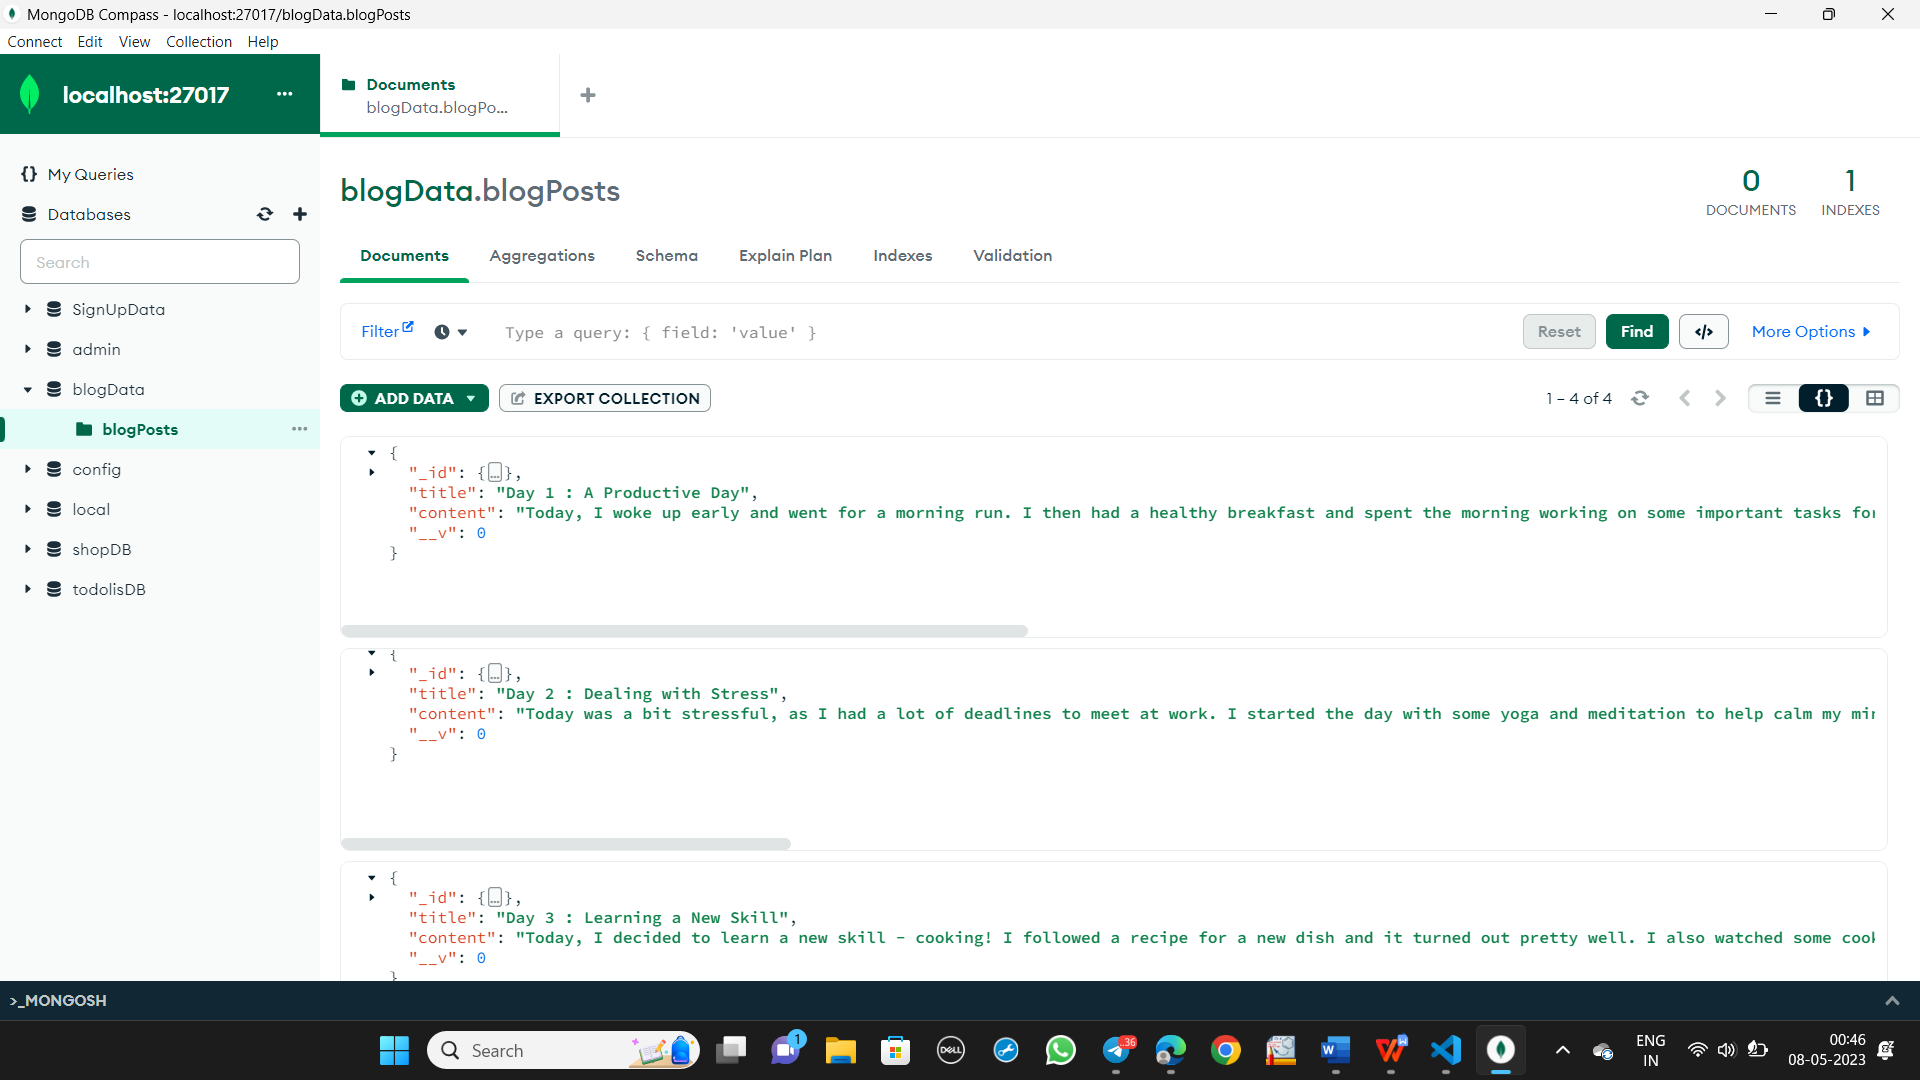 MongoDB Compass - localhost:27017/blogData.blogPosts
Connect Edit View Collection Help
localhost:27017
Documents
blogData.blogPo...
My Queries
Databases
Search
SignUpData
admin
blogData
blogPosts
config
local
shopDB
todolisDB
blogData.blogPosts
0
DOCUMENTS
1
INDEXES
Documents Aggregations Schema Explain Plan Indexes Validation
Filter
Type a query: { field: 'value' }
Reset Find </> More Options
ADD DATA EXPORT COLLECTION 1 – 4 of 4 {}
{
"_id": {…},
"title": "Day 1 : A Productive Day",
"content": "Today, I woke up early and went for a morning run. I then had a healthy breakfast and spent the morning working on some important tasks for
"__v": 0
}
{
"_id": {…},
"title": "Day 2 : Dealing with Stress",
"content": "Today was a bit stressful, as I had a lot of deadlines to meet at work. I started the day with some yoga and meditation to help calm my
"__v": 0
}
{
"_id": {…},
"title": "Day 3 : Learning a New Skill",
"content": "Today, I decided to learn a new skill - cooking! I followed a recipe for a new dish and it turned out pretty well. I also watched some
"__v": 0
}
>_MONGOSH
Search
1
DELL
36
W
ENG
IN
00:46
08-05-2023